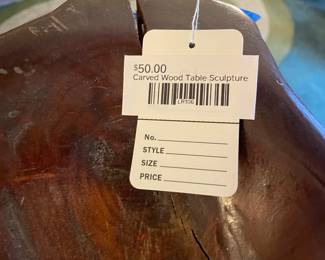 $50.00
Carved Wood Table Sculpture
No.
STYLE
SIZE
PRICE